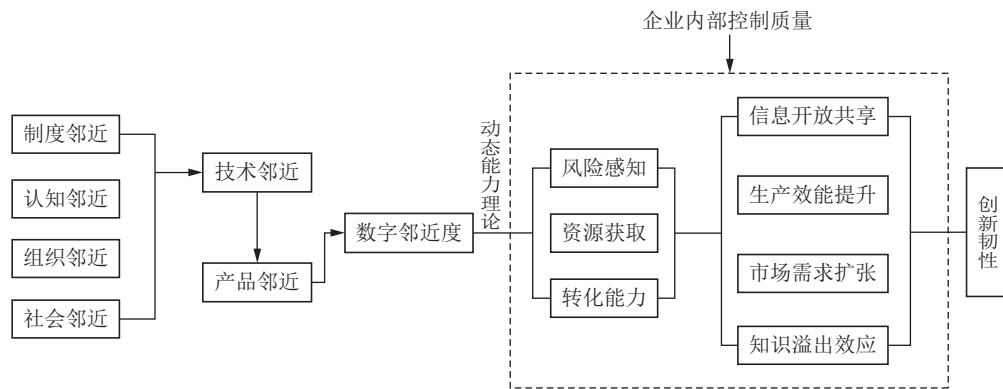 企业内部控制质量
制度邻近
认知邻近
组织邻近
社会邻近
技术邻近
产品邻近
数字邻近度
动态能力理论
风险感知
资源获取
转化能力
信息开放共享
生产效能提升
市场需求扩张
知识溢出效应
创新韧性